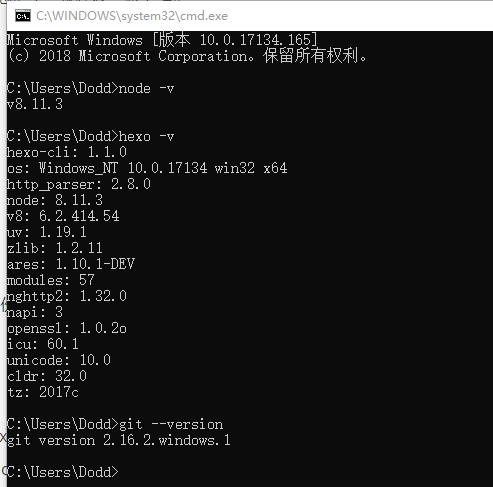 C:\WINDOWS\system32\cmd.exe
Microsoft Windows [版本 10.0.17134.165]
(c) 2018 Microsoft Corporation。保留所有权利。
C:\Users\Dodd>node -v
v8.11.3
C:\Users\Dodd>hexo -v
hexo-cli: 1.1.0
os: Windows_NT 10.0.17134 win32 x64
http_parser: 2.8.0
node: 8.11.3
v8: 6.2.414.54
uv: 1.19.1
zlib: 1.2.11
ares: 1.10.1-DEV
modules: 57
nghttp2: 1.32.0
napi: 3
openssl: 1.0.2o
icu: 60.1
unicode: 10.0
cldr: 32.0
tz: 2017c
C:\Users\Dodd>git --version
git version 2.16.2.windows.1
C:\Users\Dodd>